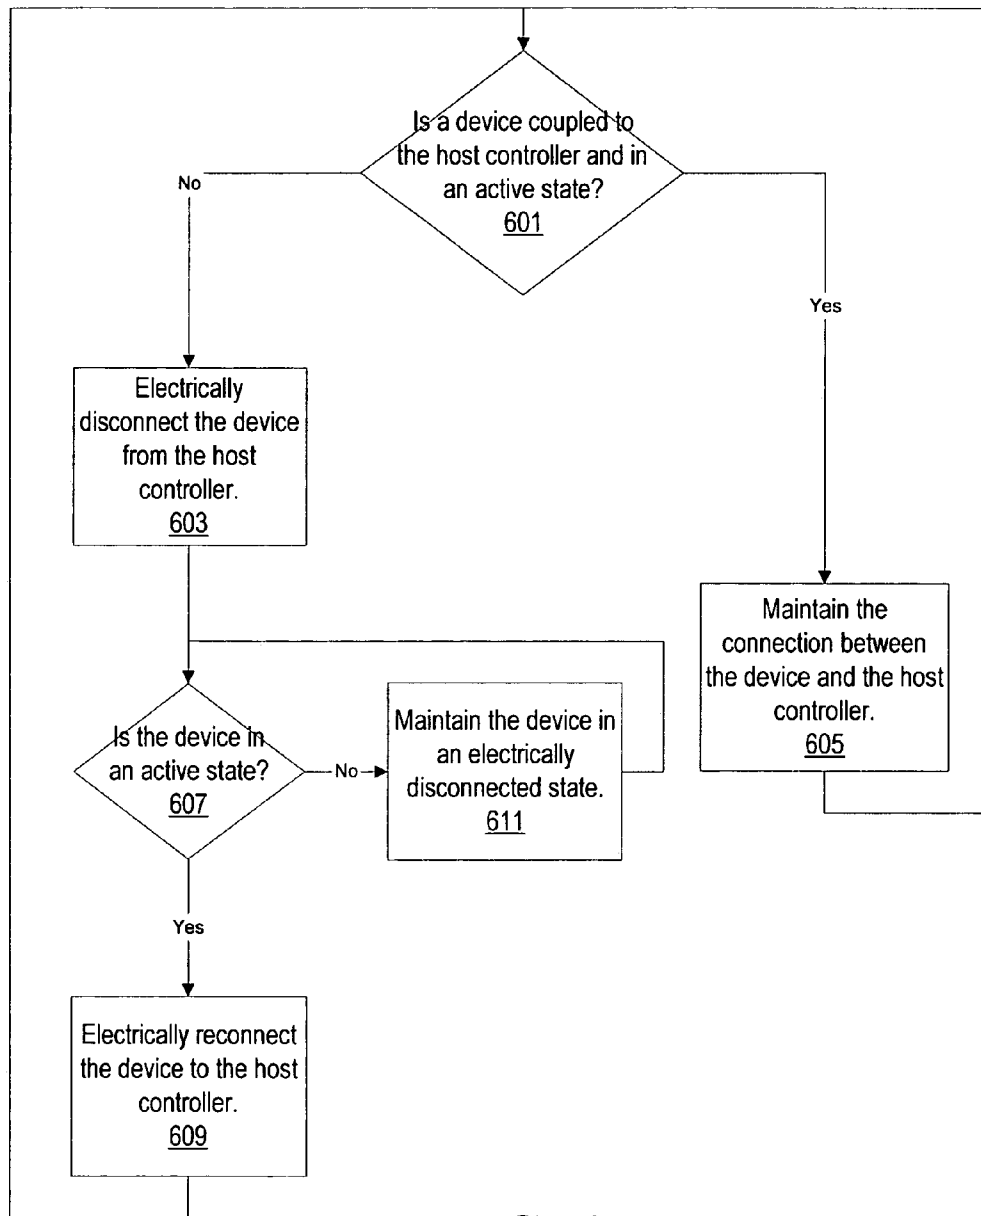 Is a device coupled to
the host controller and in
an active state?
601
No
Yes
Electrically
disconnect the device
from the host
controller.
603
Maintain the
connection between
the device and the host
controller.
605
Is the device in
an active state?
607
No
Maintain the device in
an electrically
disconnected state.
611
Yes
Electrically reconnect
the device to the host
controller.
609